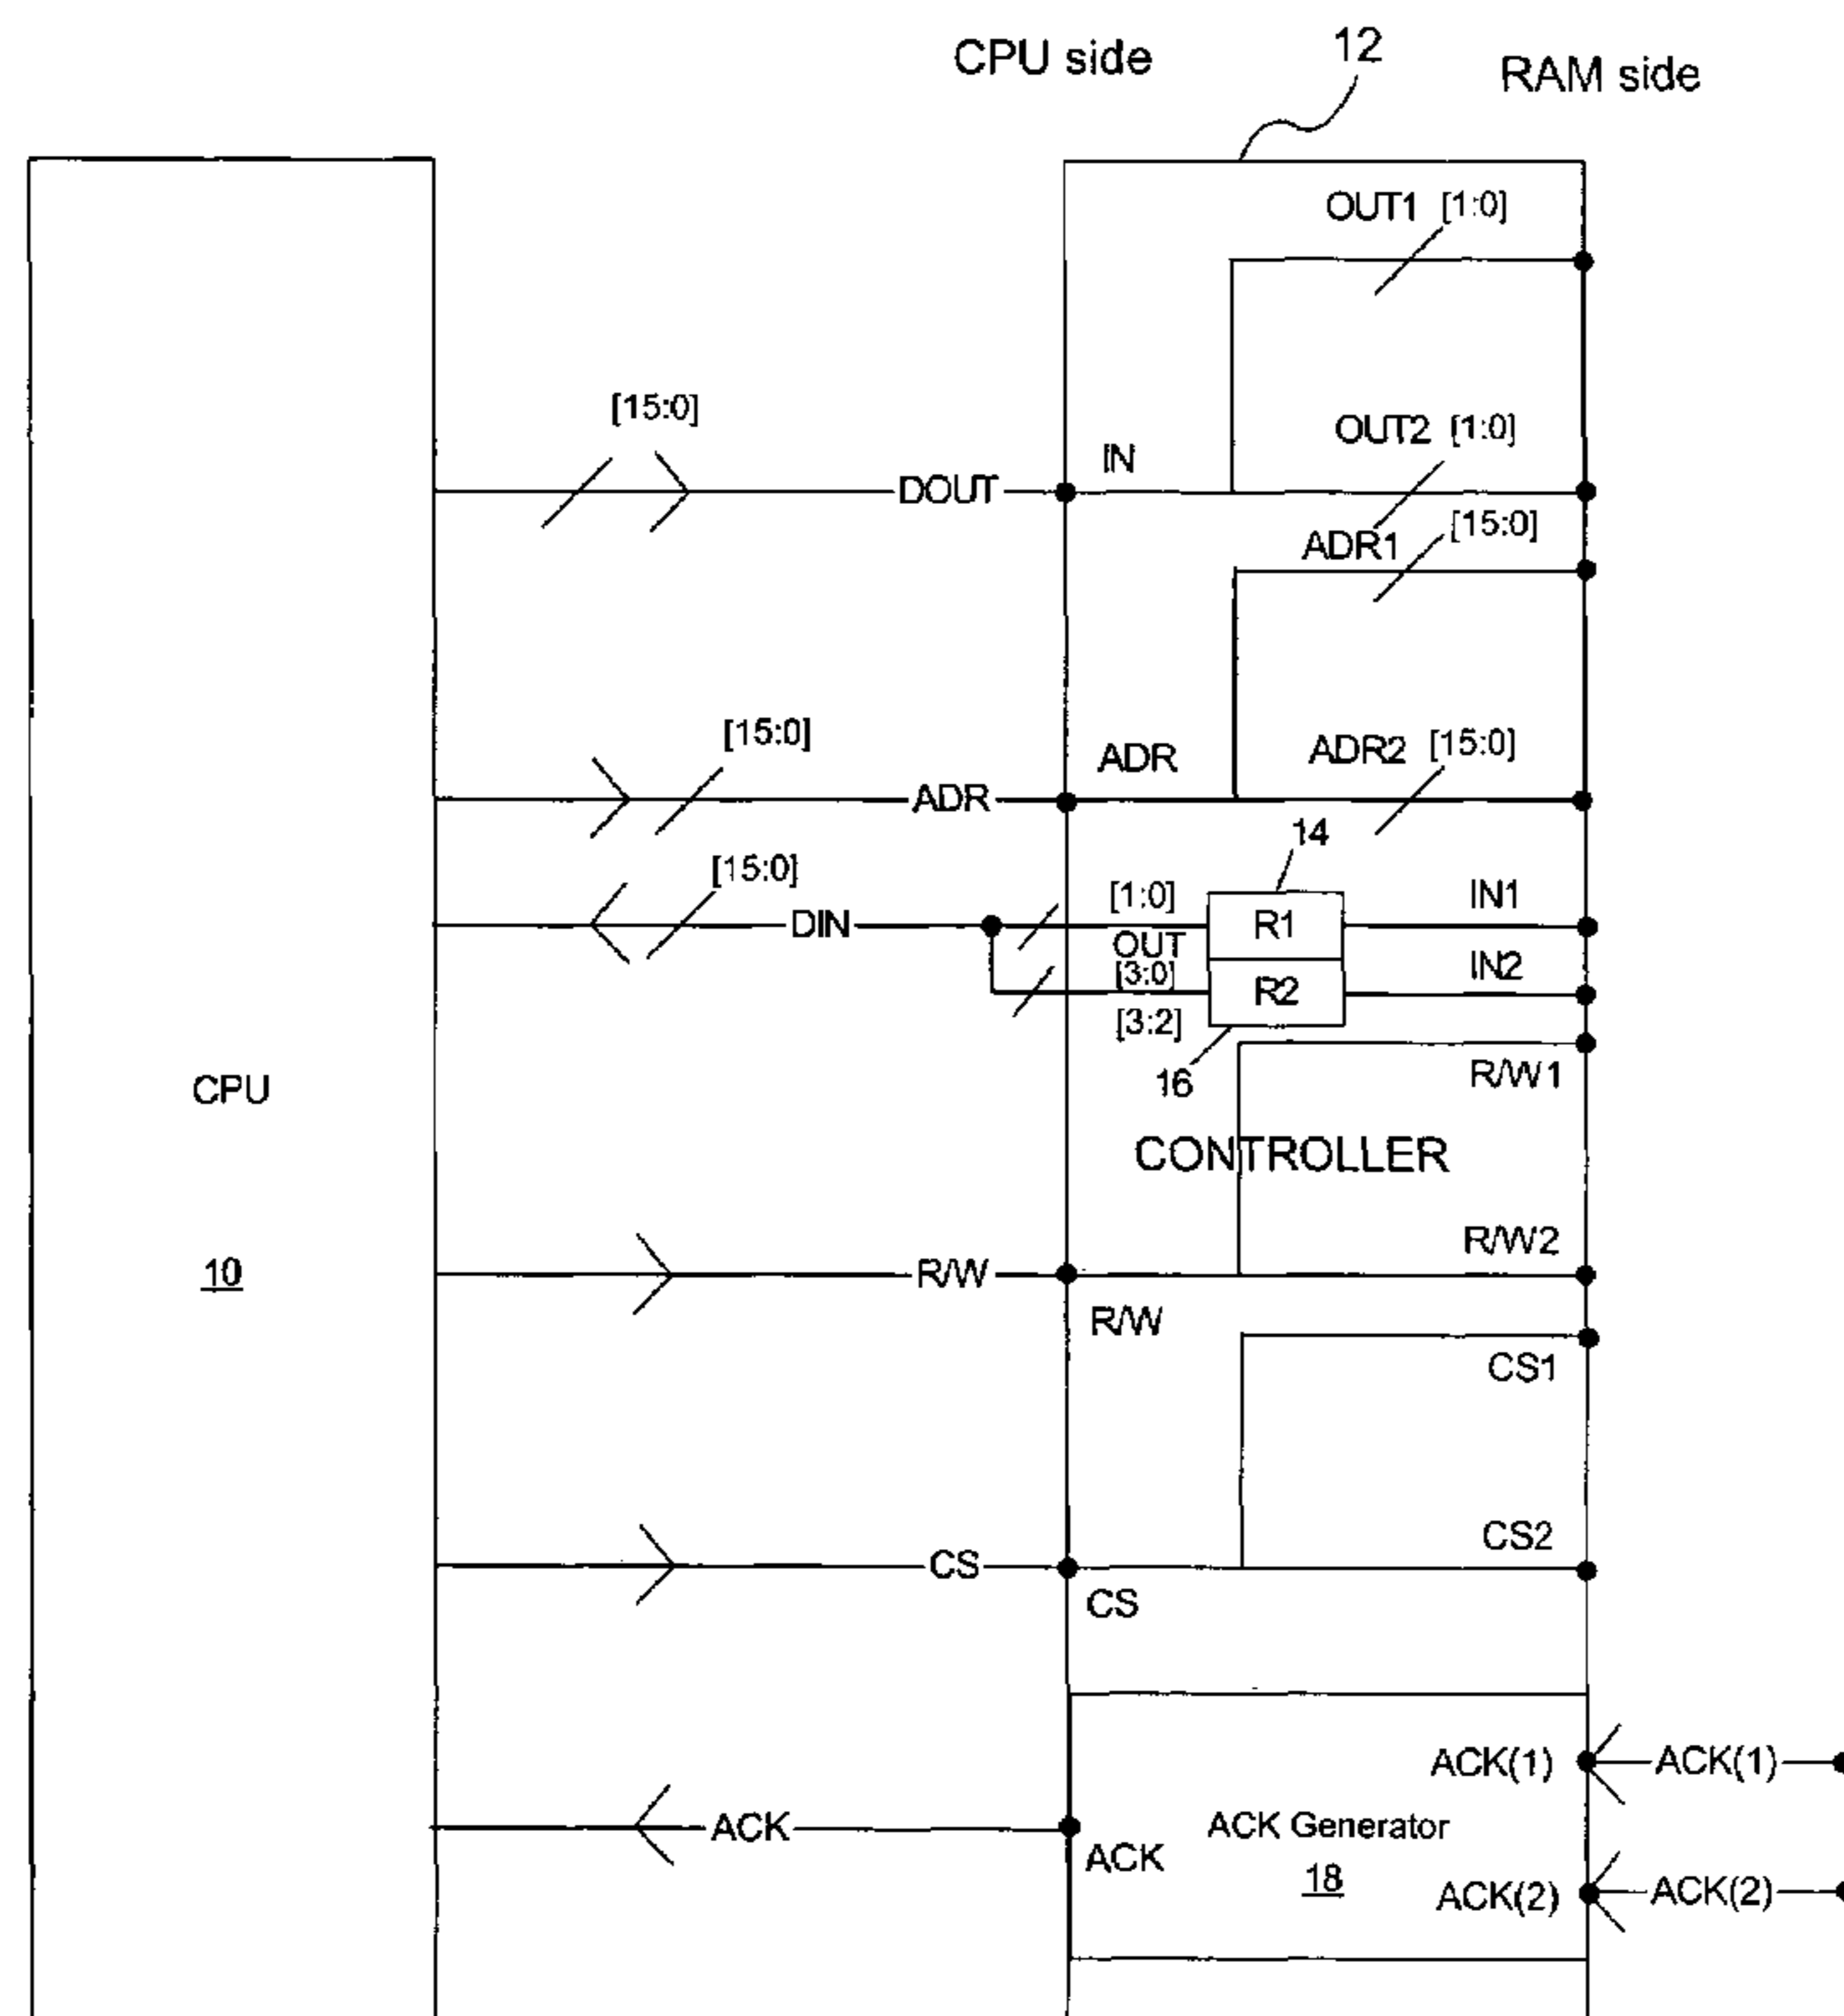 CPU side
12
RAM side
OUT1 [1:0]
[15:0]
OUT2 [1:0]
IN
DOUT
[15:0]
ADR1
[15:0]
ADR
ADR2 [15:0]
ADR
14
[15:0]
[1:0]
IN1
DIN
R1
OUT
[3:0]
IN2
R2
[3:2]
16
R/W1
CPU
CONTROLLER
R/W2
10
R/W
R/W
CS1
CS2
CS
CS
ACK(1)
ACK(1)
ACK
ACK Generator
ACK
18
ACK(2)
ACK(2)